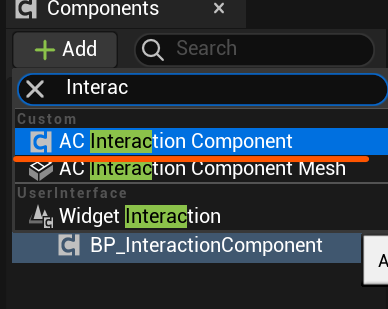 Components
Add
Search
Interac
Custom
AC Interaction Component
AC Interaction Component Mesh
UserInterface
Widget Interaction
BP_InteractionComponent
A